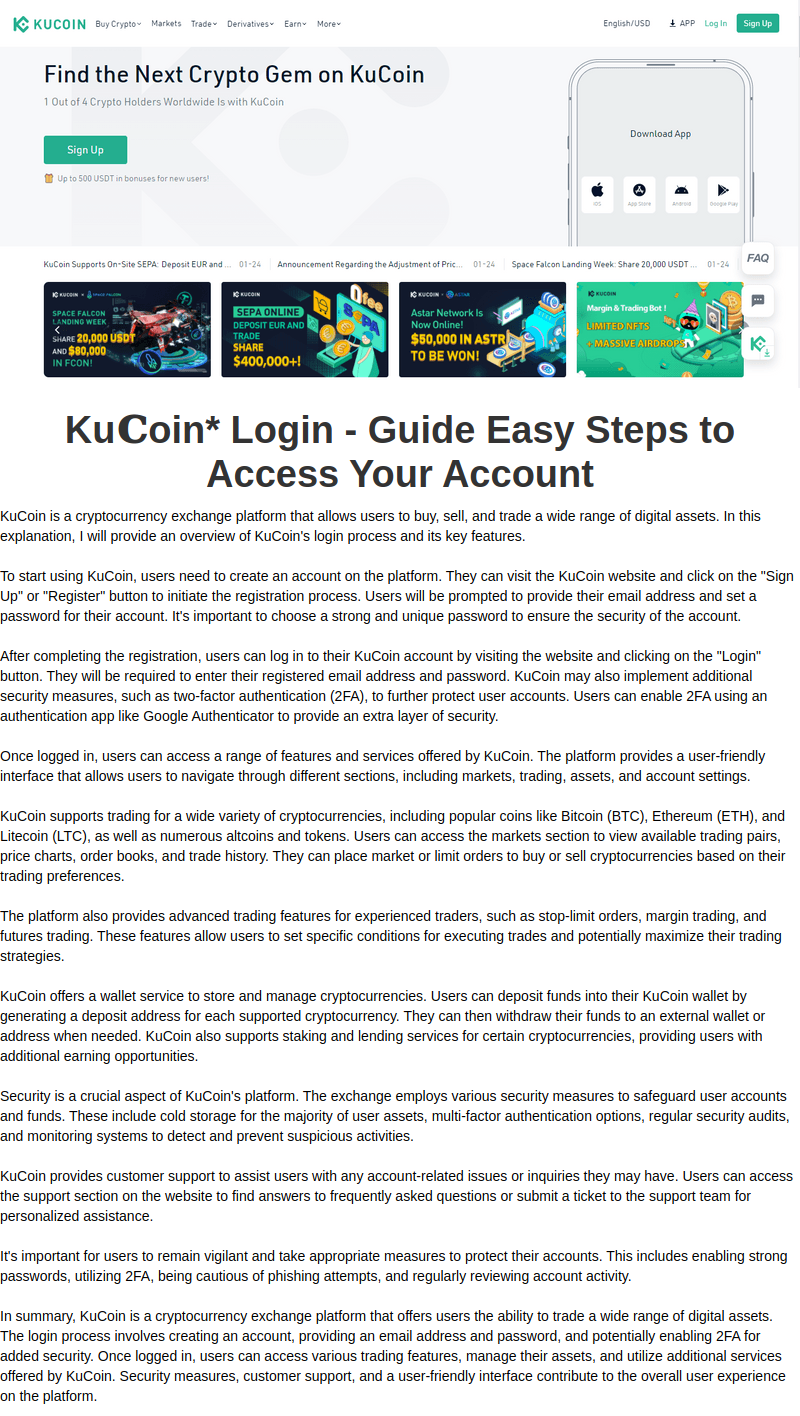 KUCOIN Buy Crypto Markets Trade Derivatives Earn More English/USD APP Log In Sign Up
Find the Next Crypto Gem on KuCoin
1 Out of 4 Crypto Holders Worldwide Is with KuCoin
Sign Up
Up to 500 USDT in bonuses for new users!
Download App
iOS App Store Android Google Play
KuCoin Supports On-Site SEPA: Deposit EUR and ... 01-24 Announcement Regarding the Adjustment of Pric... 01-24 Space Falcon Landing Week: Share 20,000 USDT ... 01-24
FAQ
KUCOIN × SPACE FALCON
SPACE FALCON
LANDING WEEK
SHARE 20,000 USDT
AND $80,000
IN FCON!
KUCOIN
SEPA ONLINE
DEPOSIT EUR AND
TRADE
SHARE
$400,000+!
0 fee
SEPA
KUCOIN × ASTAR
Astar Network Is
Now Online!
$50,000 IN ASTR
TO BE WON!
KUCOIN
Margin & Trading Bot !
LIMITED NFTS
+ MASSIVE AIRDROPS
Ku𝗖oin* Login - Guide Easy Steps to
Access Your Account
KuCoin is a cryptocurrency exchange platform that allows users to buy, sell, and trade a wide range of digital assets. In this
explanation, I will provide an overview of KuCoin's login process and its key features.
To start using KuCoin, users need to create an account on the platform. They can visit the KuCoin website and click on the "Sign
Up" or "Register" button to initiate the registration process. Users will be prompted to provide their email address and set a
password for their account. It's important to choose a strong and unique password to ensure the security of the account.
After completing the registration, users can log in to their KuCoin account by visiting the website and clicking on the "Login"
button. They will be required to enter their registered email address and password. KuCoin may also implement additional
security measures, such as two-factor authentication (2FA), to further protect user accounts. Users can enable 2FA using an
authentication app like Google Authenticator to provide an extra layer of security.
Once logged in, users can access a range of features and services offered by KuCoin. The platform provides a user-friendly
interface that allows users to navigate through different sections, including markets, trading, assets, and account settings.
KuCoin supports trading for a wide variety of cryptocurrencies, including popular coins like Bitcoin (BTC), Ethereum (ETH), and
Litecoin (LTC), as well as numerous altcoins and tokens. Users can access the markets section to view available trading pairs,
price charts, order books, and trade history. They can place market or limit orders to buy or sell cryptocurrencies based on their
trading preferences.
The platform also provides advanced trading features for experienced traders, such as stop-limit orders, margin trading, and
futures trading. These features allow users to set specific conditions for executing trades and potentially maximize their trading
strategies.
KuCoin offers a wallet service to store and manage cryptocurrencies. Users can deposit funds into their KuCoin wallet by
generating a deposit address for each supported cryptocurrency. They can then withdraw their funds to an external wallet or
address when needed. KuCoin also supports staking and lending services for certain cryptocurrencies, providing users with
additional earning opportunities.
Security is a crucial aspect of KuCoin's platform. The exchange employs various security measures to safeguard user accounts
and funds. These include cold storage for the majority of user assets, multi-factor authentication options, regular security audits,
and monitoring systems to detect and prevent suspicious activities.
KuCoin provides customer support to assist users with any account-related issues or inquiries they may have. Users can access
the support section on the website to find answers to frequently asked questions or submit a ticket to the support team for
personalized assistance.
It's important for users to remain vigilant and take appropriate measures to protect their accounts. This includes enabling strong
passwords, utilizing 2FA, being cautious of phishing attempts, and regularly reviewing account activity.
In summary, KuCoin is a cryptocurrency exchange platform that offers users the ability to trade a wide range of digital assets.
The login process involves creating an account, providing an email address and password, and potentially enabling 2FA for
added security. Once logged in, users can access various trading features, manage their assets, and utilize additional services
offered by KuCoin. Security measures, customer support, and a user-friendly interface contribute to the overall user experience
on the platform.